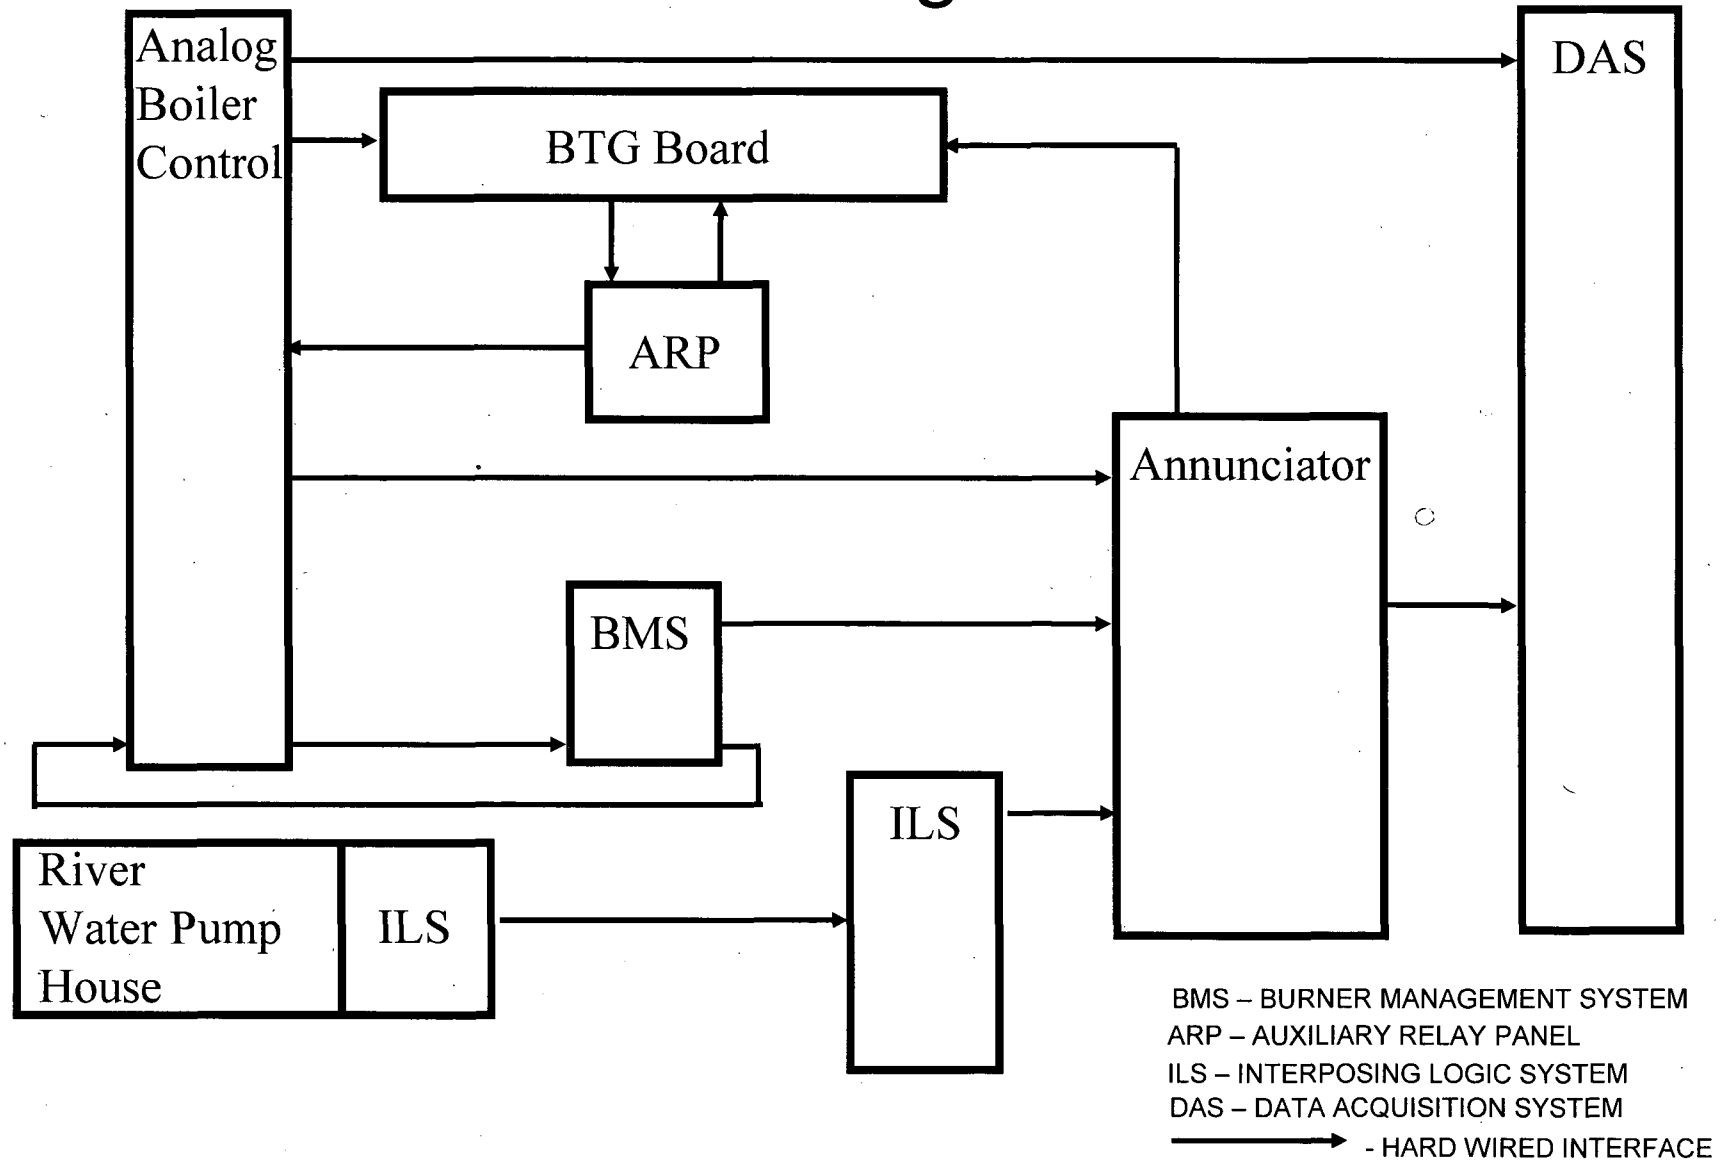 Analog
Boiler
Control
DAS
BTG Board
ARP
Annunciator
BMS
ILS
River
Water Pump
House
ILS
BMS – BURNER MANAGEMENT SYSTEM
ARP – AUXILIARY RELAY PANEL
ILS – INTERPOSING LOGIC SYSTEM
DAS – DATA ACQUISITION SYSTEM
- HARD WIRED INTERFACE